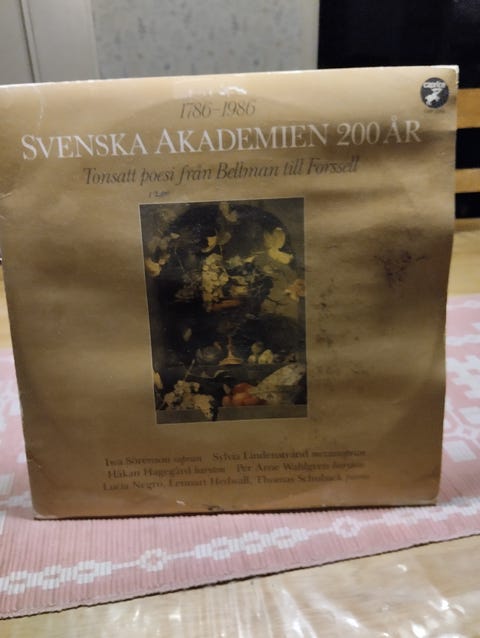 caprice
1786–1986
SVENSKA AKADEMIEN 200 ÅR
Tonsatt poesi från Bellman till Forssell
Iwa Sörenson sopran Sylvia Lindenstrand mezzosopran
Håkan Hagegård baryton Per Arne Wahlgren baryton
Lucia Negro, Lennart Hedwall, Thomas Schuback piano